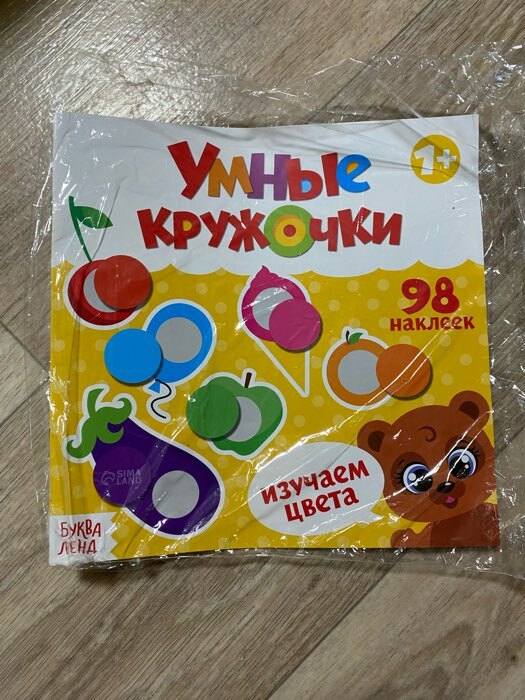 Умные
кружочки
1+
98
наклеек
SIMA
LAND
изучаем
цвета
БУКВА
ЛЕНД